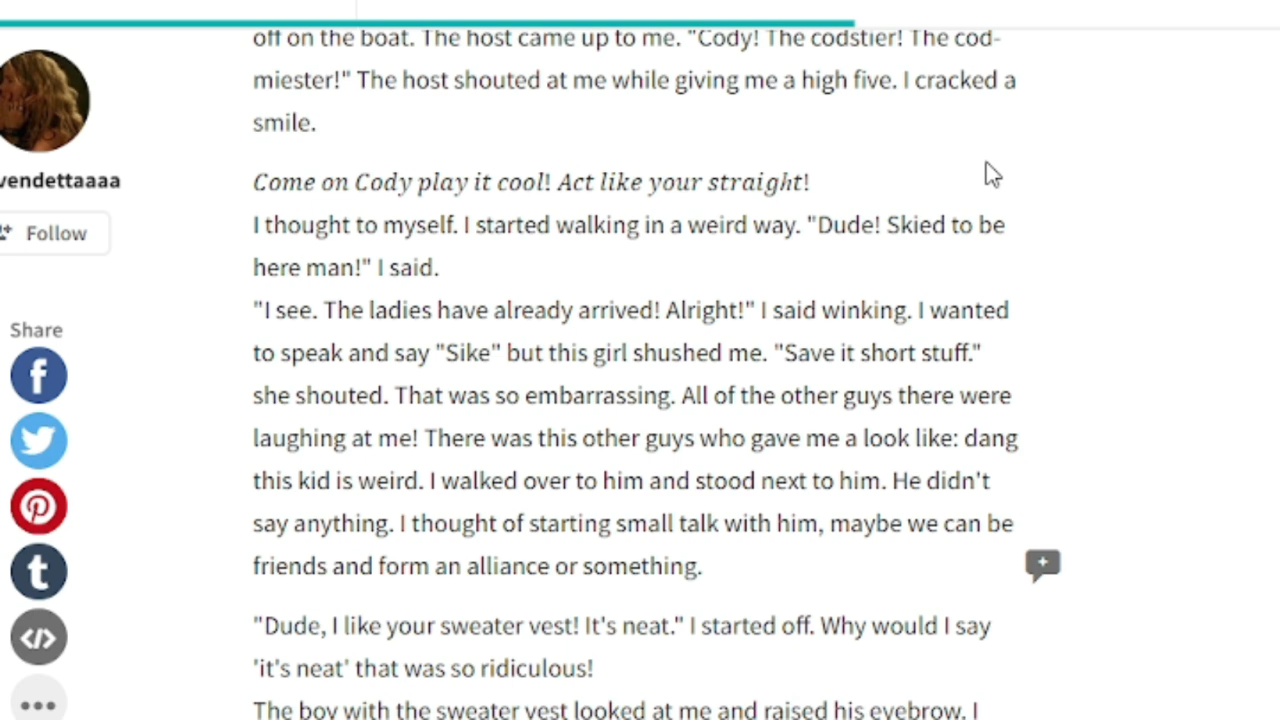 off on the boat. The host came up to me. "Cody! The codstier! The cod-
miester!" The host shouted at me while giving me a high five. I cracked a
smile.
vendettaaaa
Come on Cody play it cool! Act like your straight!
I thought to myself. I started walking in a weird way. "Dude! Skied to be
Follow
here man!" I said.
"I see. The ladies have already arrived! Alright!" I said winking. I wanted
Share
to speak and say "Sike" but this girl shushed me. "Save it short stuff."
she shouted. That was so embarrassing. All of the other guys there were
laughing at me! There was this other guys who gave me a look like: dang
this kid is weird. I walked over to him and stood next to him. He didn't
say anything. I thought of starting small talk with him, maybe we can be
friends and form an alliance or something.
"Dude, I like your sweater vest! It's neat." I started off. Why would I say
'it's neat' that was so ridiculous!
The boy with the sweater vest looked at me and raised his eyebrow. I